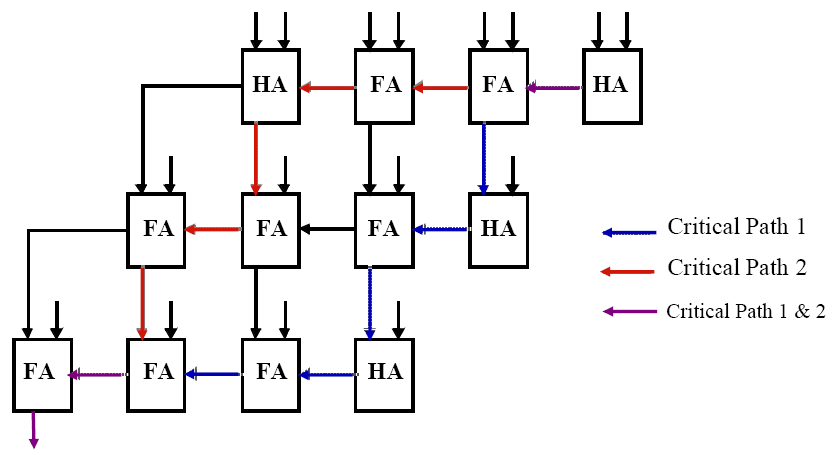 HA FA FA HA
FA FA FA HA
Critical Path 1
Critical Path 2
Critical Path 1 & 2
FA FA FA HA